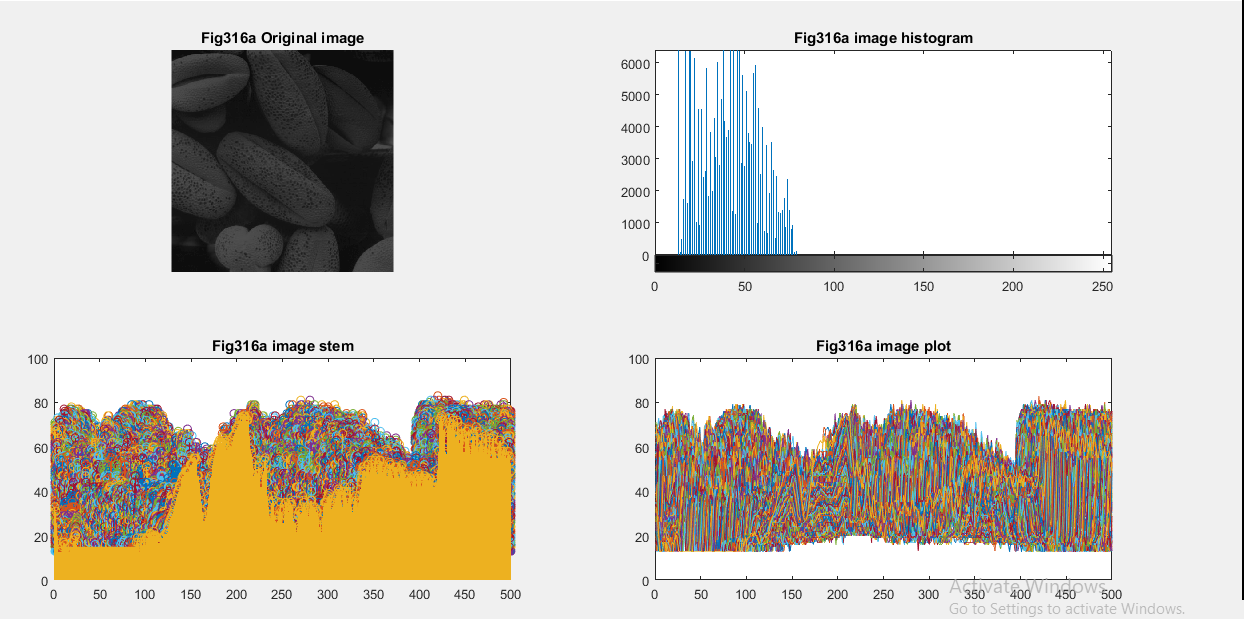 Fig316a Original image
Fig316a image histogram
6000
5000
4000
3000
2000
1000
0
0 50 100 150 200 250
Fig316a image stem
100
80
60
40
20
0
0 50 100 150 200 250 300 350 400 450 500
Fig316a image plot
100
80
60
40
20
0
0 50 100 150 200 250 300 350 400 450 500
Activate Windows
Go to Settings to activate Windows.